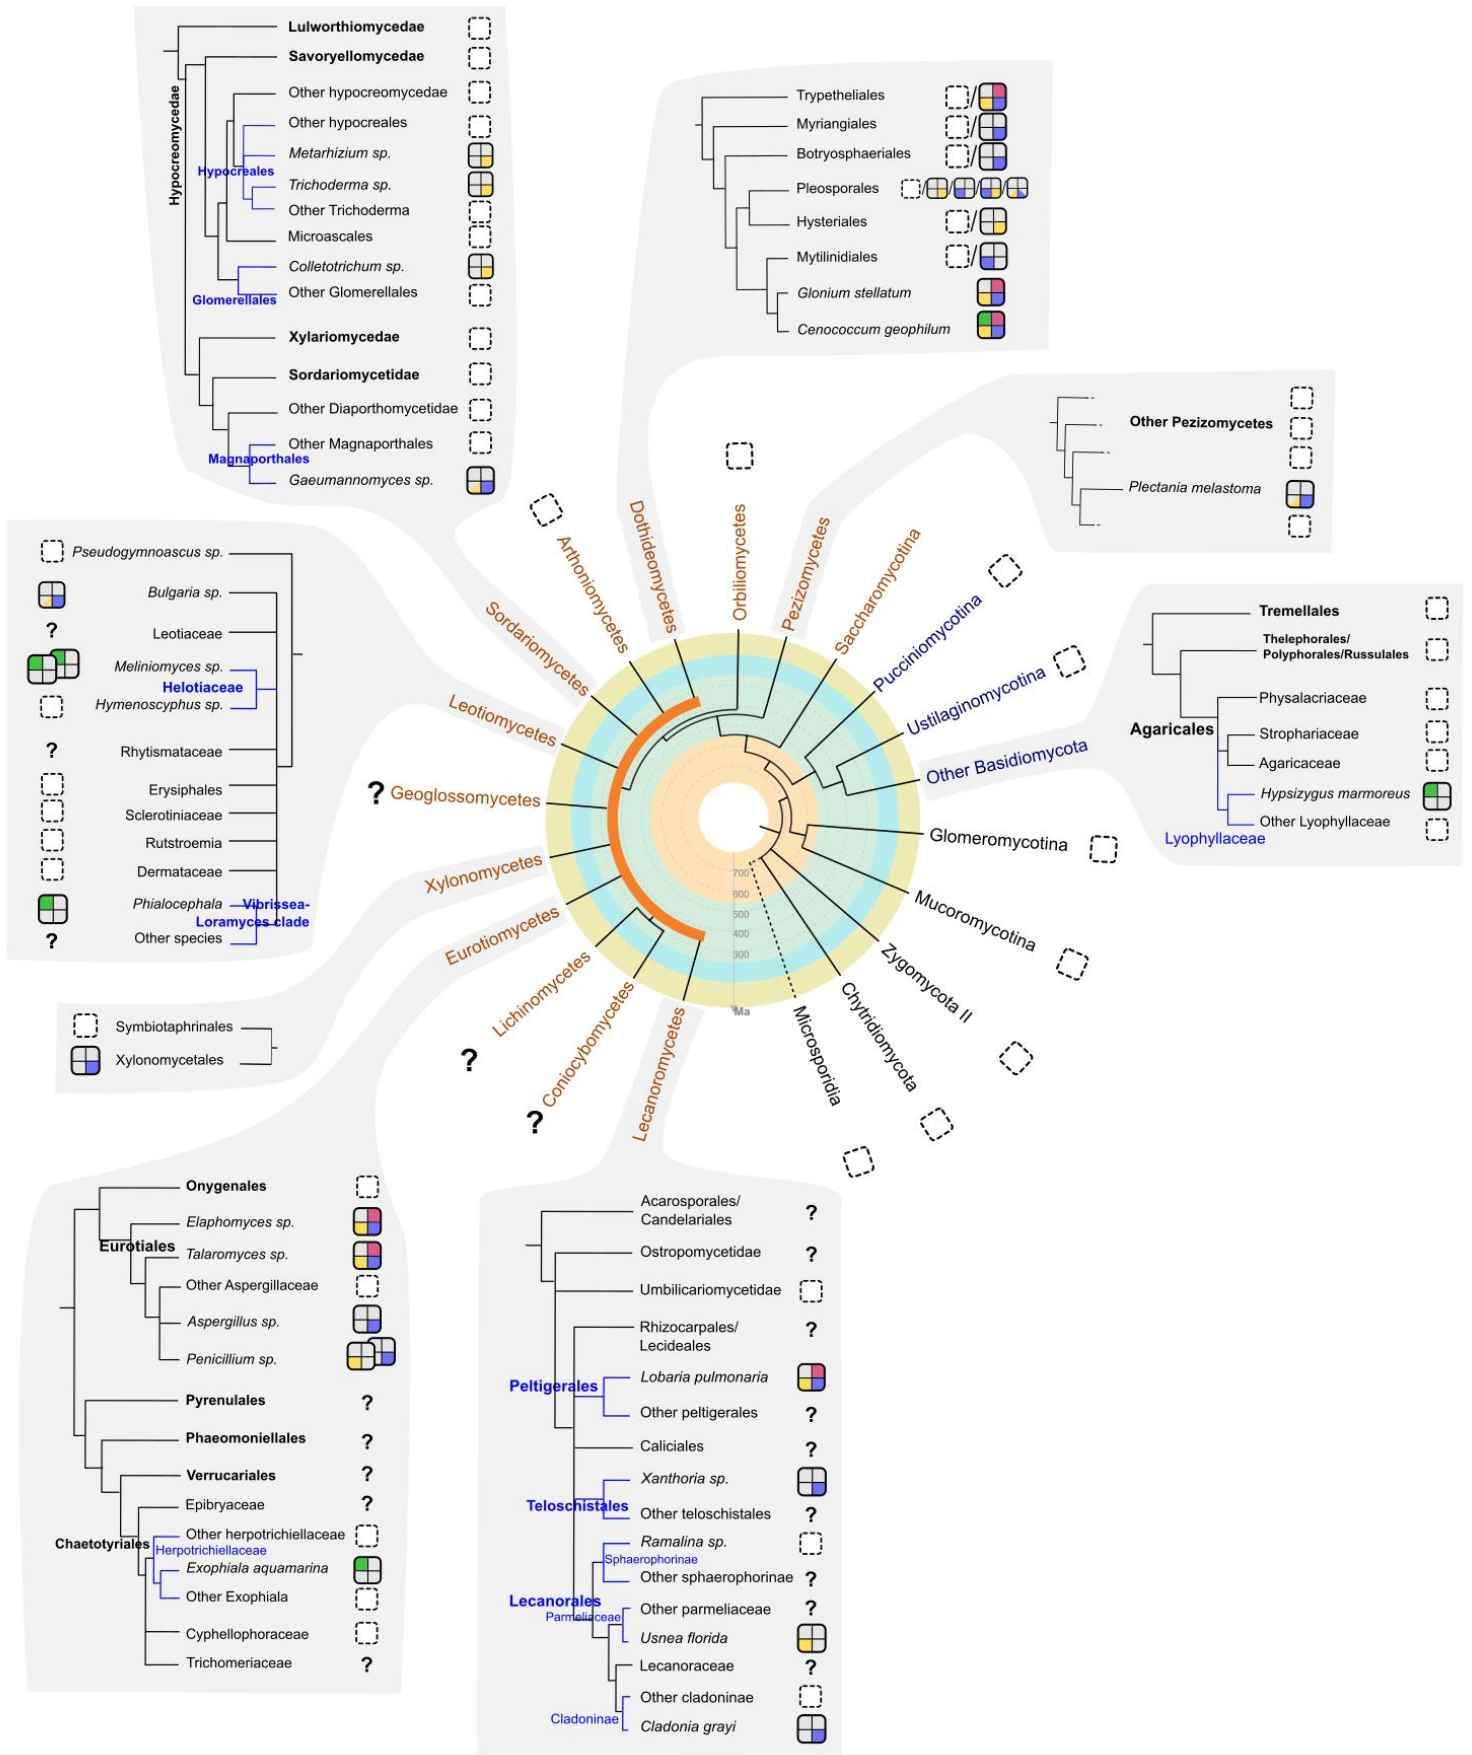 Lulworthiomycedae
Savoryellomycedae
Other hypocreomycedae
Other hypocreales
Metarhizium sp.
Hypocreales
Trichoderma sp.
Other Trichoderma
Microascales
Colletotrichum sp.
Other Glomerellales
Glomerellales
Hypocreomycedae
Xylariomycedae
Sordariomycetidae
Other Diaporthomycetidae
Other Magnaporthales
Magnaporthales
Gaeumannomyces sp.
Trypetheliales /
Myriangiales /
Botryosphaeriales /
Pleosporales / / / /
Hysteriales /
Mytilinidiales /
Glonium stellatum
Cenococcum geophilum
Other Pezizomycetes
Plectania melastoma
Pseudogymnoascus sp.
Bulgaria sp.
? Leotiaceae
Meliniomyces sp.
Helotiaceae
Hymenoscyphus sp.
? Rhytismataceae
Erysiphales
Sclerotiniaceae
Rutstroemia
Dermataceae
Phialocephala
Vibrissea-
Loramyces clade
? Other species
Tremellales
Thelephorales/
Polyphorales/Russulales
Physalacriaceae
Agaricales
Strophariaceae
Agaricaceae
Hypsizygus marmoreus
Other Lyophyllaceae
Lyophyllaceae
Sordariomycetes
Arthoniomycetes
Dothideomycetes
Orbiliomycetes
Pezizomycetes
Saccharomycotina
Pucciniomycotina
Ustilaginomycotina
Other Basidiomycota
Glomeromycotina
Mucoromycotina
Zygomycota II
Chytridiomycota
Microsporidia
Lecanoromycetes
? Coniocybomycetes
? Lichinomycetes
Eurotiomycetes
Xylonomycetes
? Geoglossomycetes
Leotiomycetes
700
600
500
400
300
Ma
Symbiotaphrinales
Xylonomycetales
Onygenales
Elaphomyces sp.
Eurotiales
Talaromyces sp.
Other Aspergillaceae
Aspergillus sp.
Penicillium sp.
Pyrenulales ?
Phaeomoniellales ?
Verrucariales ?
Epibryaceae ?
Other herpotrichiellaceae
Chaetotyriales
Herpotrichiellaceae
Exophiala aquamarina
Other Exophiala
Cyphellophoraceae
Trichomeriaceae ?
Acarosporales/
Candelariales ?
Ostropomycetidae ?
Umbilicariomycetidae
Rhizocarpales/
Lecideales ?
Lobaria pulmonaria
Peltigerales
Other peltigerales ?
Caliciales ?
Xanthoria sp.
Teloschistales
Other teloschistales ?
Ramalina sp.
Sphaerophorinae
Other sphaerophorinae ?
Lecanorales
Other parmeliaceae ?
Parmeliaceae
Usnea florida
Lecanoraceae ?
Other cladoninae
Cladoninae
Cladonia grayi